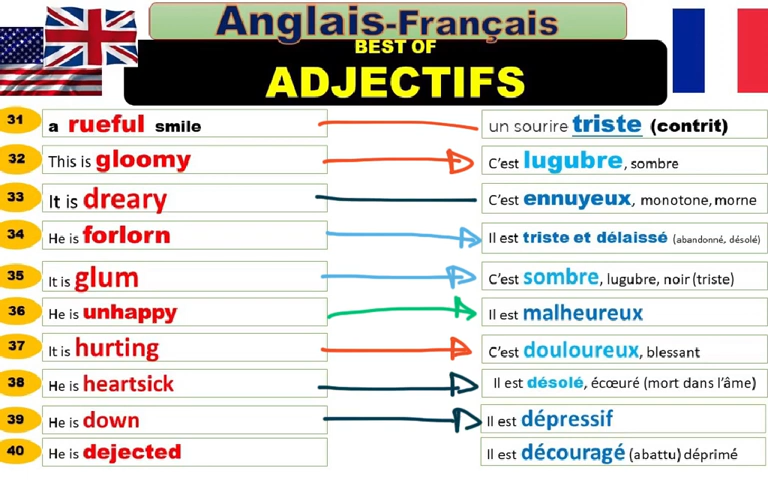 Anglais-Français
BEST OF
ADJECTIFS
31 a rueful smile un sourire triste (contrit)
32 This is gloomy C'est lugubre, sombre
33 It is dreary C'est ennuyeux, monotone, morne
34 He is forlorn Il est triste et délaissé (abandonné, désolé)
35 It is glum C'est sombre, lugubre, noir (triste)
36 He is unhappy Il est malheureux
37 It is hurting C'est douloureux, blessant
38 He is heartsick Il est désolé, écœuré (mort dans l'âme)
39 He is down Il est dépressif
40 He is dejected Il est découragé (abattu) déprimé